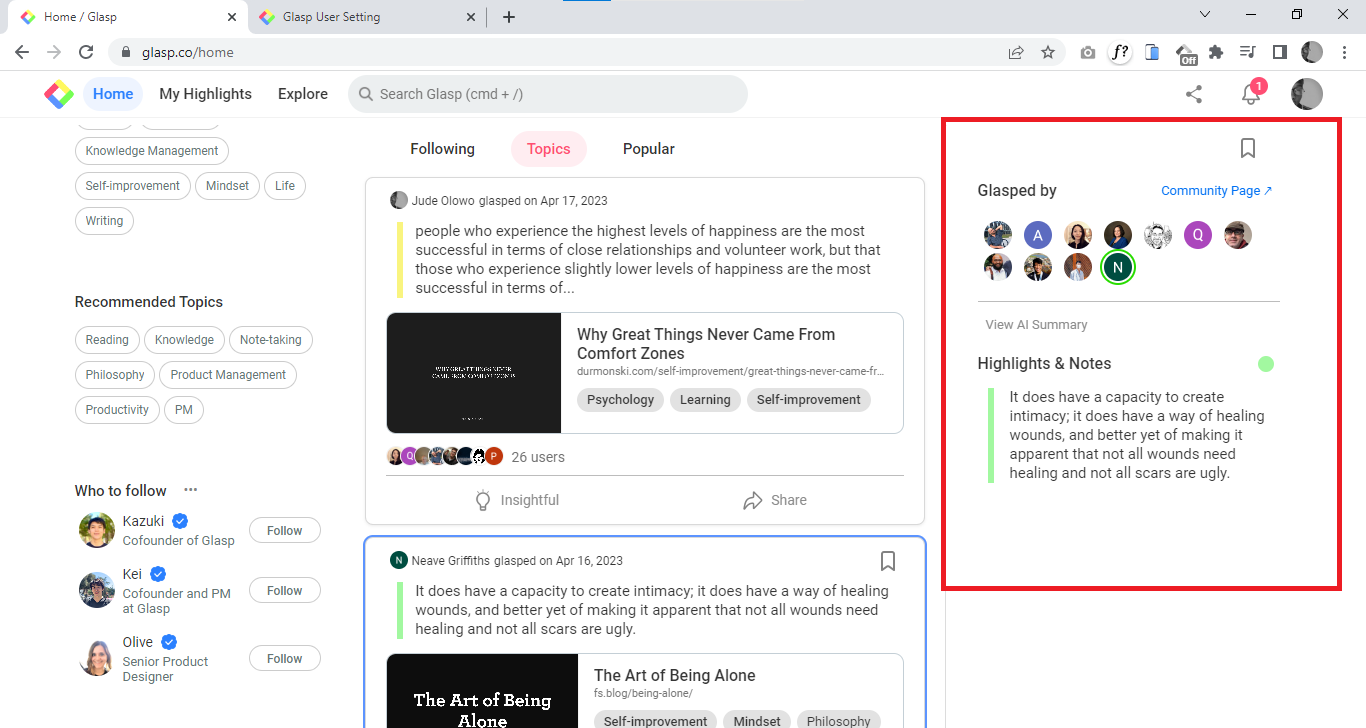 Home / Glasp
Glasp User Setting
glasp.co/home
f?
Off
Home
My Highlights
Explore
Search Glasp (cmd + /)
1
Knowledge Management
Self-improvement
Mindset
Life
Writing
Recommended Topics
Reading
Knowledge
Note-taking
Philosophy
Product Management
Productivity
PM
Who to follow
Kazuki
Cofounder of Glasp
Follow
Kei
Cofounder and PM
at Glasp
Follow
Olive
Senior Product
Designer
Follow
Following
Topics
Popular
Jude Olowo glasped on Apr 17, 2023
people who experience the highest levels of happiness are the most
successful in terms of close relationships and volunteer work, but that
those who experience slightly lower levels of happiness are the most
successful in terms of...
WHY GREAT THINGS NEVER
CAME FROM COMFORT ZONES
Why Great Things Never Came From
Comfort Zones
durmonski.com/self-improvement/great-things-never-came-fr...
Psychology
Learning
Self-improvement
Q
P
26 users
Insightful
Share
N
Neave Griffiths glasped on Apr 16, 2023
It does have a capacity to create intimacy; it does have a way of healing
wounds, and better yet of making it apparent that not all wounds need
healing and not all scars are ugly.
The Art of Being
Alone
The Art of Being Alone
fs.blog/being-alone/
Self-improvement
Mindset
Philosophy
Glasped by
Community Page ↗
A
Q
N
View AI Summary
Highlights & Notes
It does have a capacity to create
intimacy; it does have a way of healing
wounds, and better yet of making it
apparent that not all wounds need
healing and not all scars are ugly.